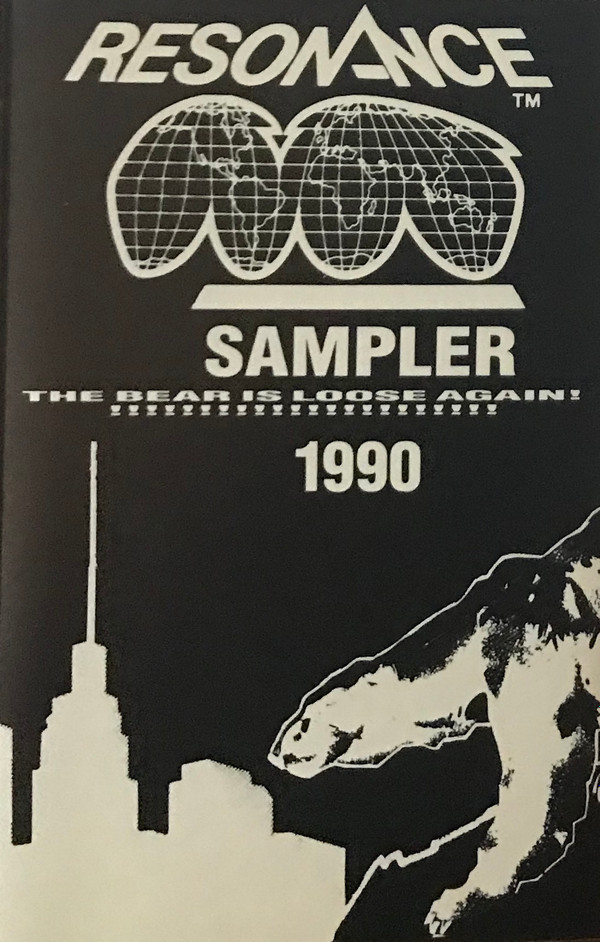 RESONANCE
TM
SAMPLER
THE BEAR IS LOOSE AGAIN!
1990